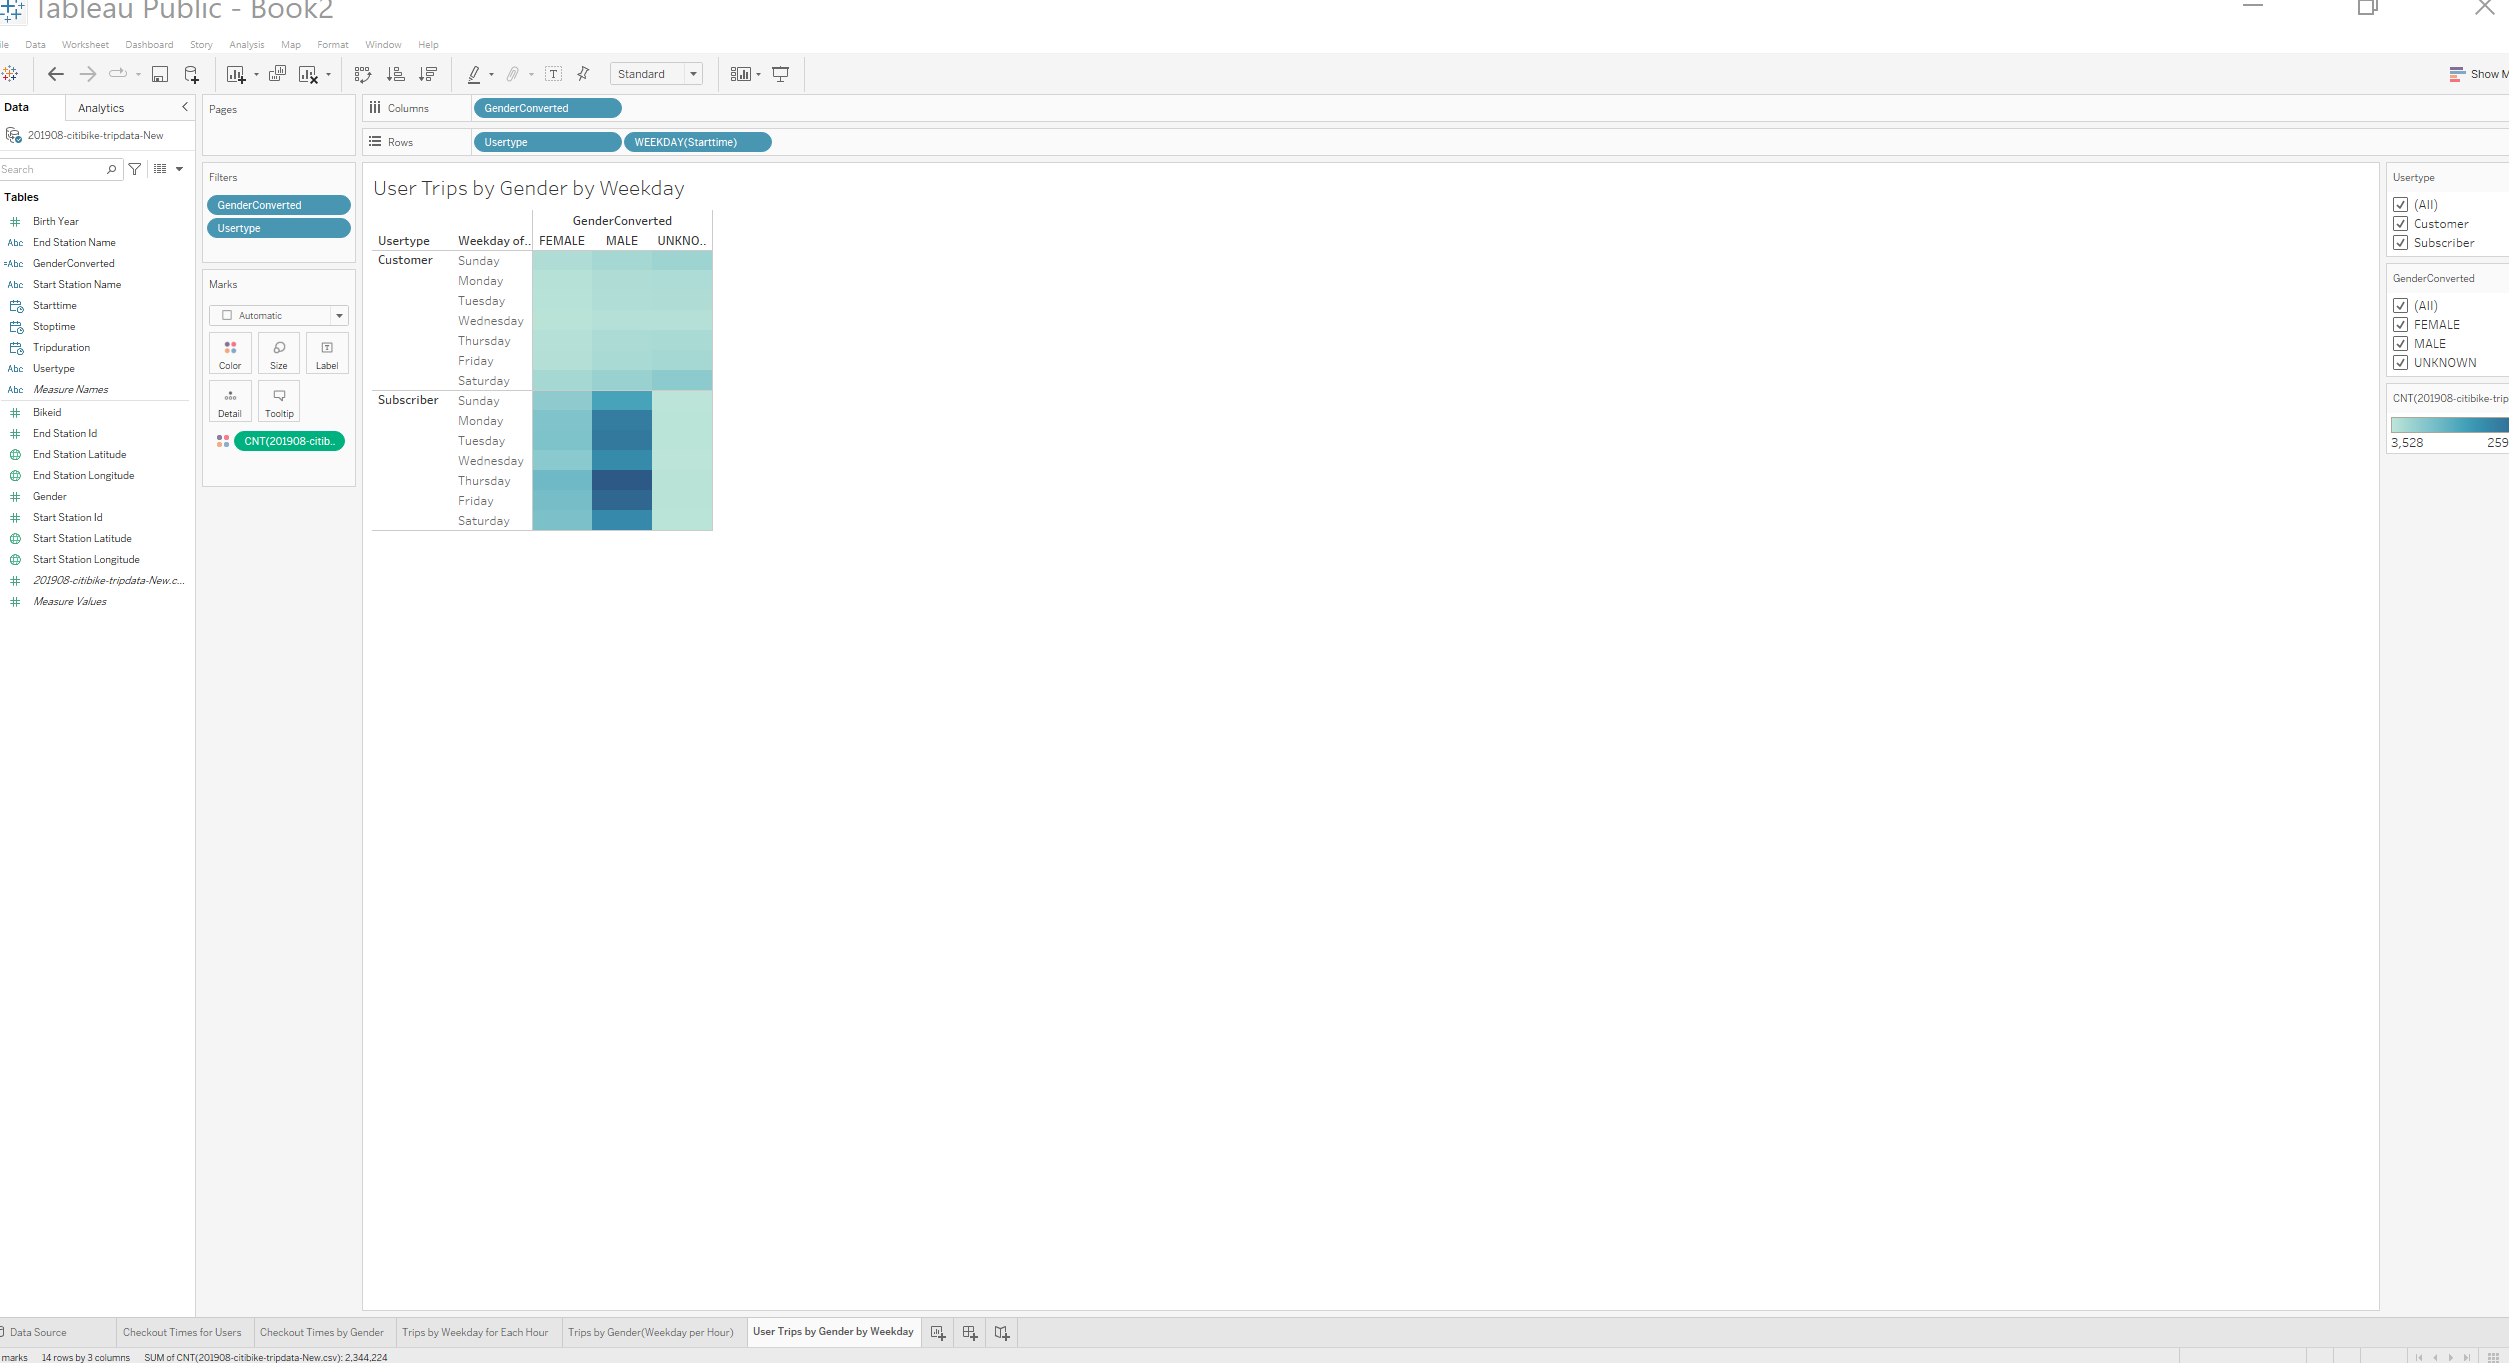 Tableau Public - Book2
ile Data Worksheet Dashboard Story Analysis Map Format Window Help
Standard
Show M
Data Analytics
201908-citibike-tripdata-New
Search
Tables
# Birth Year
Abc End Station Name
=Abc GenderConverted
Abc Start Station Name
Starttime
Stoptime
Tripduration
Abc Usertype
Abc Measure Names
# Bikeid
# End Station Id
End Station Latitude
End Station Longitude
# Gender
# Start Station Id
Start Station Latitude
Start Station Longitude
# 201908-citibike-tripdata-New.c...
# Measure Values
Pages
Filters
GenderConverted
Usertype
Marks
Automatic
Color Size Label
Detail Tooltip
CNT(201908-citib..
Columns GenderConverted
Rows Usertype WEEKDAY(Starttime)
User Trips by Gender by Weekday
GenderConverted
Usertype Weekday of.. FEMALE MALE UNKNO..
Customer Sunday
Monday
Tuesday
Wednesday
Thursday
Friday
Saturday
Subscriber Sunday
Monday
Tuesday
Wednesday
Thursday
Friday
Saturday
Usertype
(All)
Customer
Subscriber
GenderConverted
(All)
FEMALE
MALE
UNKNOWN
CNT(201908-citibike-trip
3,528 259
Data Source Checkout Times for Users Checkout Times by Gender Trips by Weekday for Each Hour Trips by Gender(Weekday per Hour) User Trips by Gender by Weekday
marks 14 rows by 3 columns SUM of CNT(201908-citibike-tripdata-New.csv): 2,344,224